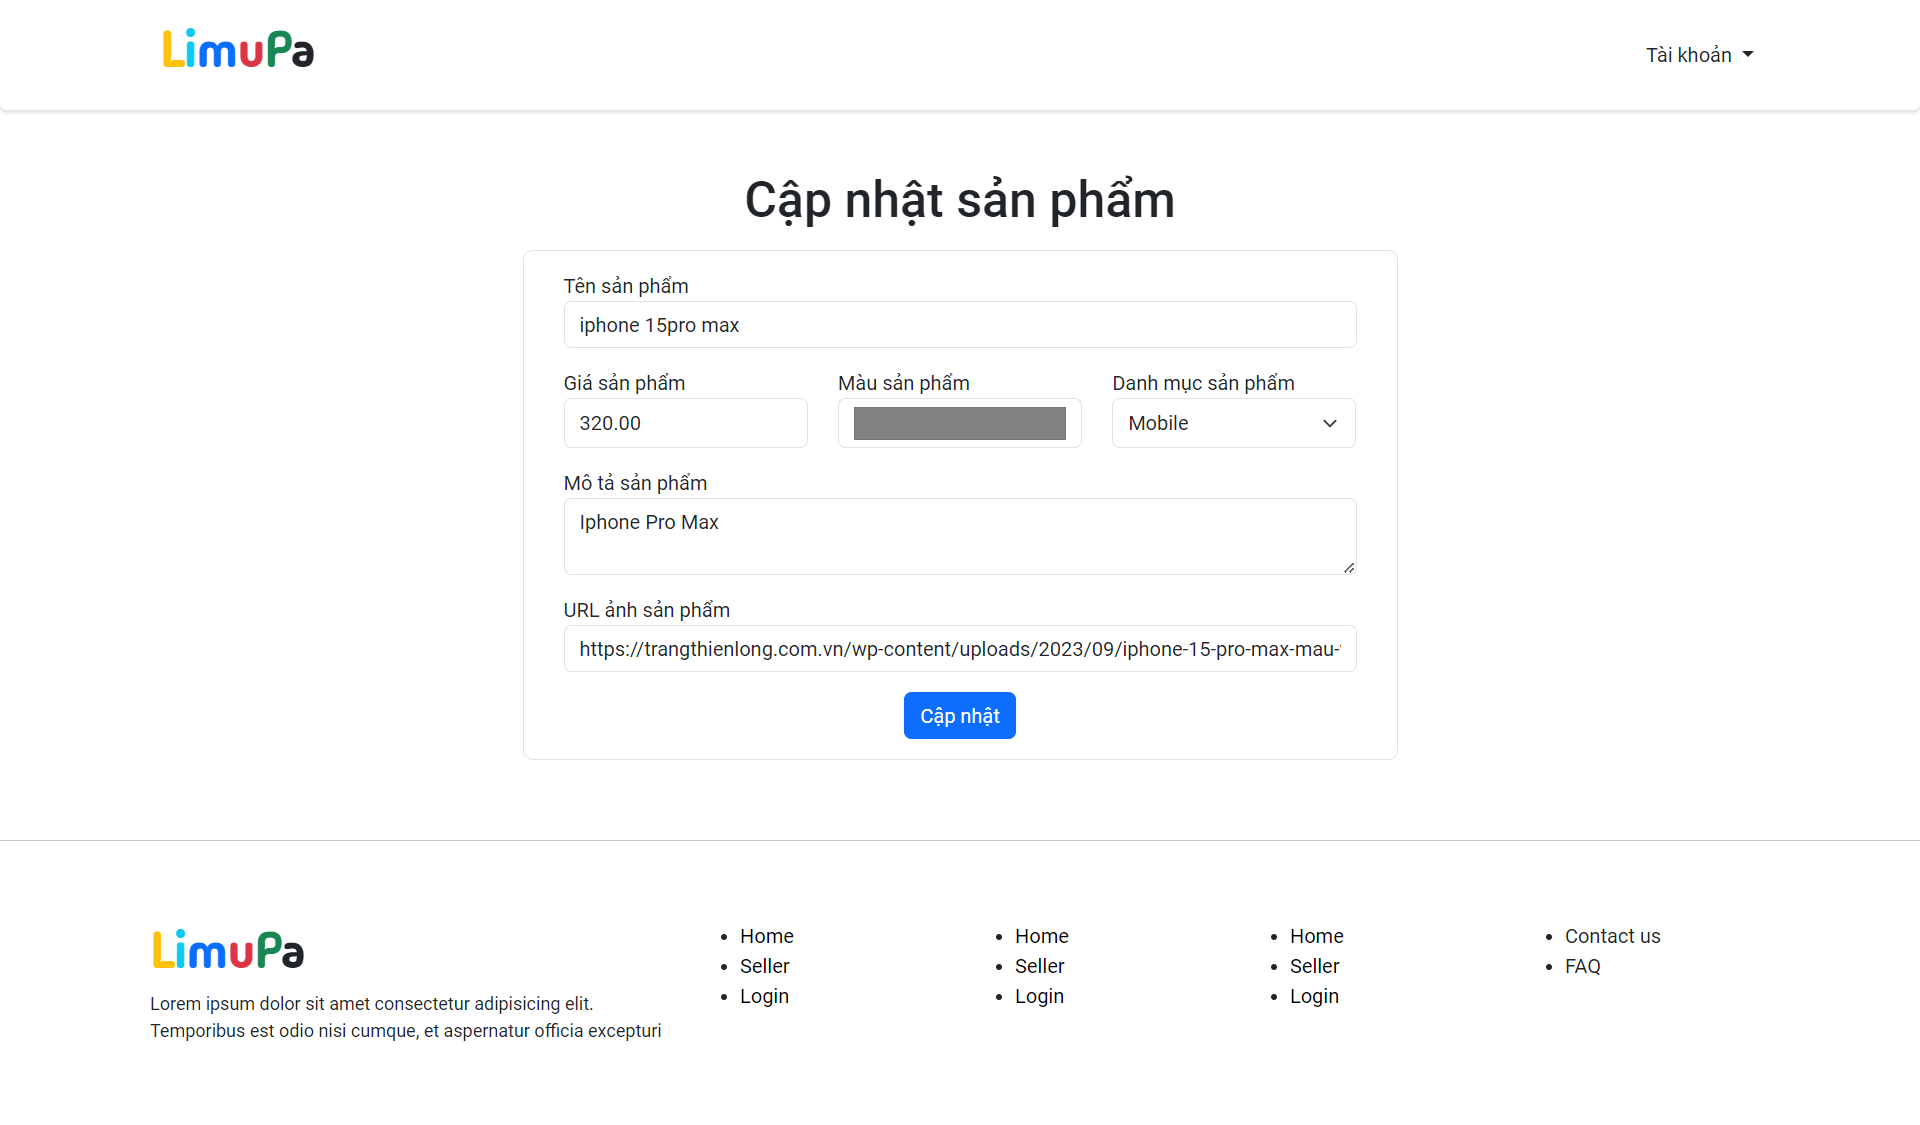 LimuPa
Tài khoản
Cập nhật sản phẩm
Tên sản phẩm
iphone 15pro max
Giá sản phẩm
Màu sản phẩm
Danh mục sản phẩm
320.00
Mobile
Mô tả sản phẩm
Iphone Pro Max
URL ảnh sản phẩm
https://trangthienlong.com.vn/wp-content/uploads/2023/09/iphone-15-pro-max-mau-
Cập nhật
LimuPa
Lorem ipsum dolor sit amet consectetur adipisicing elit.
Temporibus est odio nisi cumque, et aspernatur officia excepturi
Home
Seller
Login
Home
Seller
Login
Home
Seller
Login
Contact us
FAQ